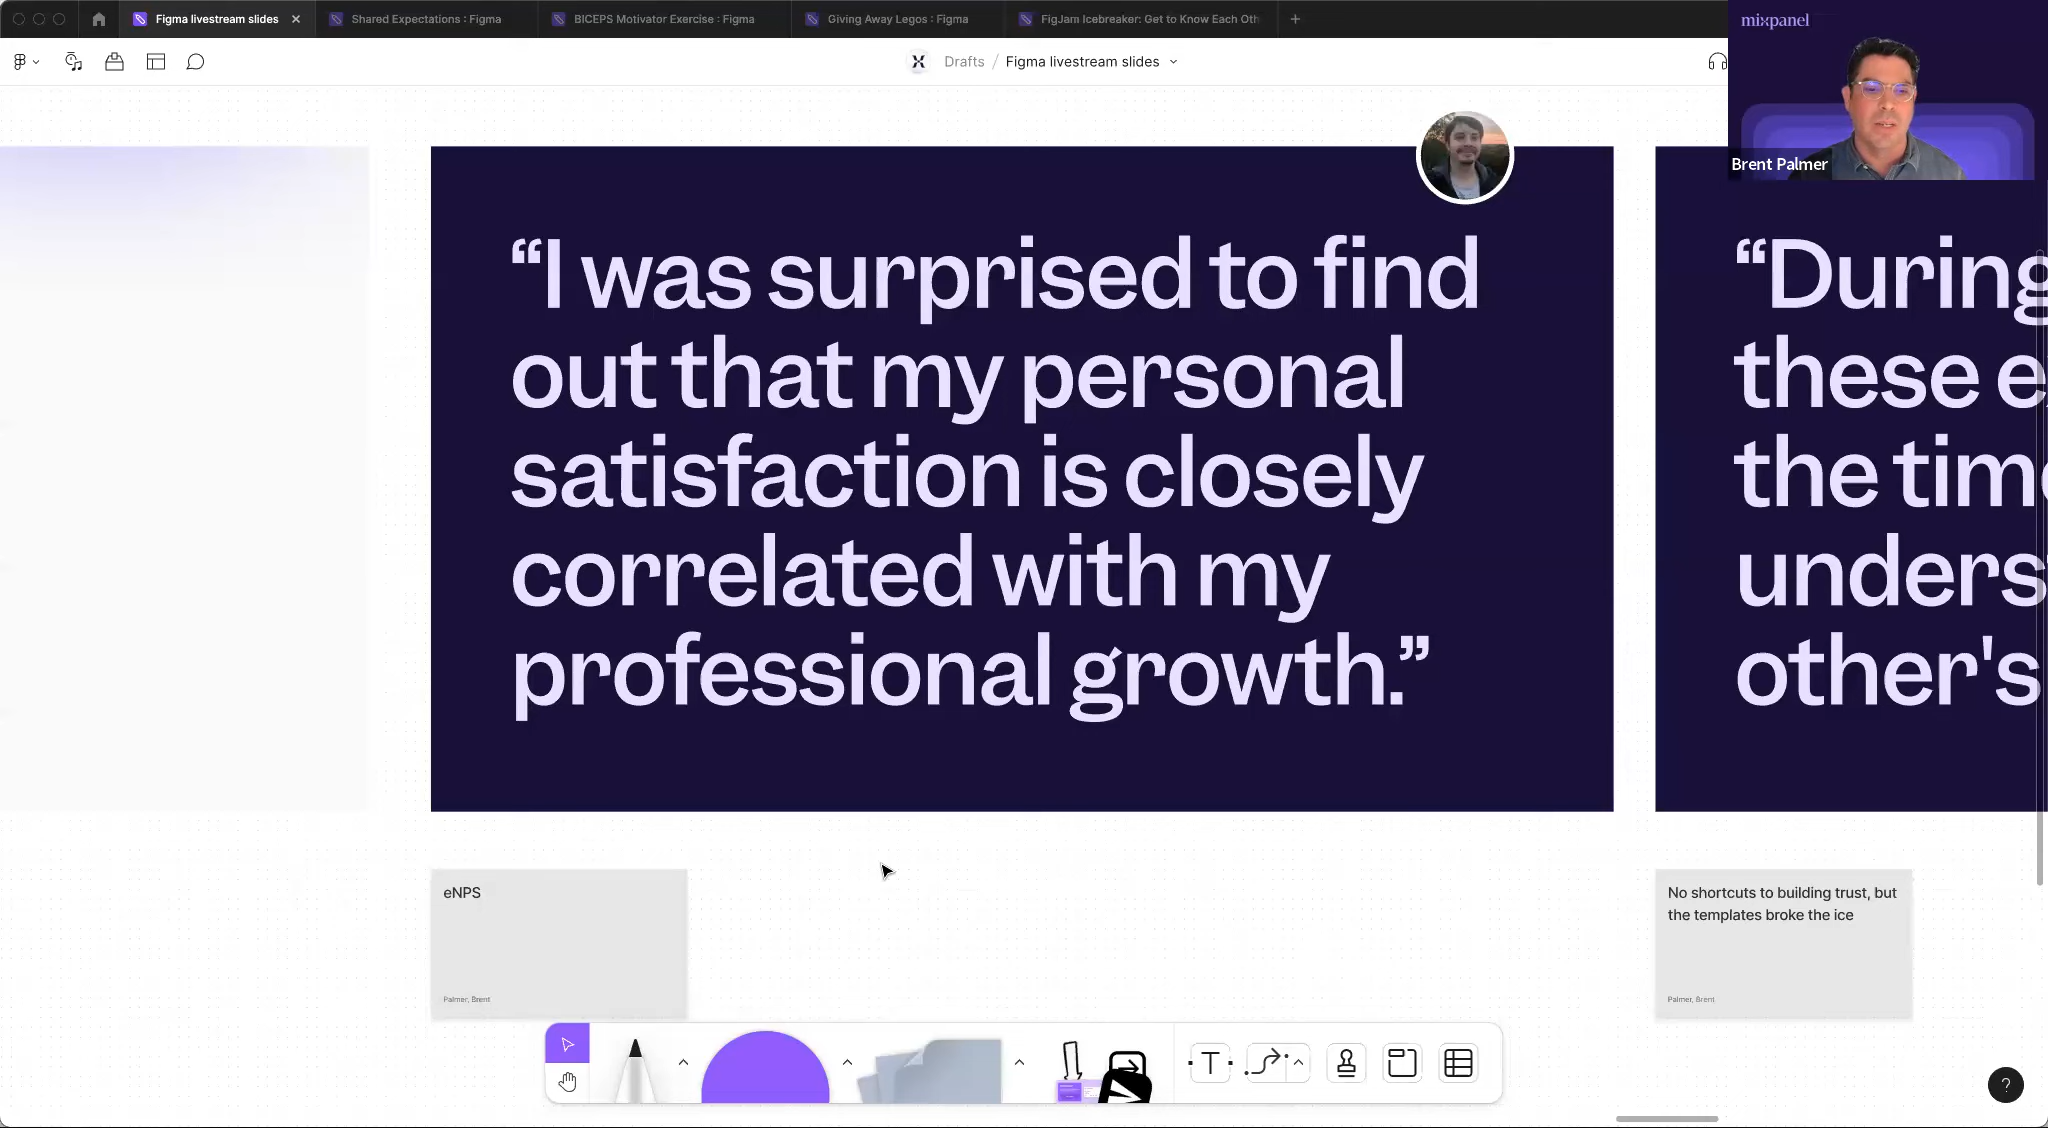 Figma livestream slides
Shared Expectations : Figma
BICEPS Motivator Exercise : Figma
Giving Away Legos : Figma
FigJam Icebreaker: Get to Know Each Oth
mixpanel
Drafts / Figma livestream slides
Brent Palmer
“I was surprised to find
out that my personal
satisfaction is closely
correlated with my
professional growth.”
“During
these e
the time
unders
other's
eNPS
Palmer, Brent
No shortcuts to building trust, but
the templates broke the ice
Palmer, Brent
T
?